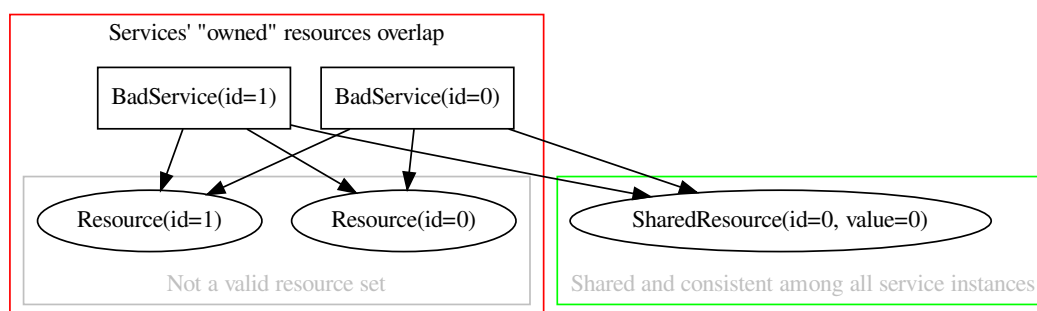 Services' "owned" resources overlap
BadService(id=1)
BadService(id=0)
Resource(id=1)
Resource(id=0)
SharedResource(id=0, value=0)
Not a valid resource set
Shared and consistent among all service instances